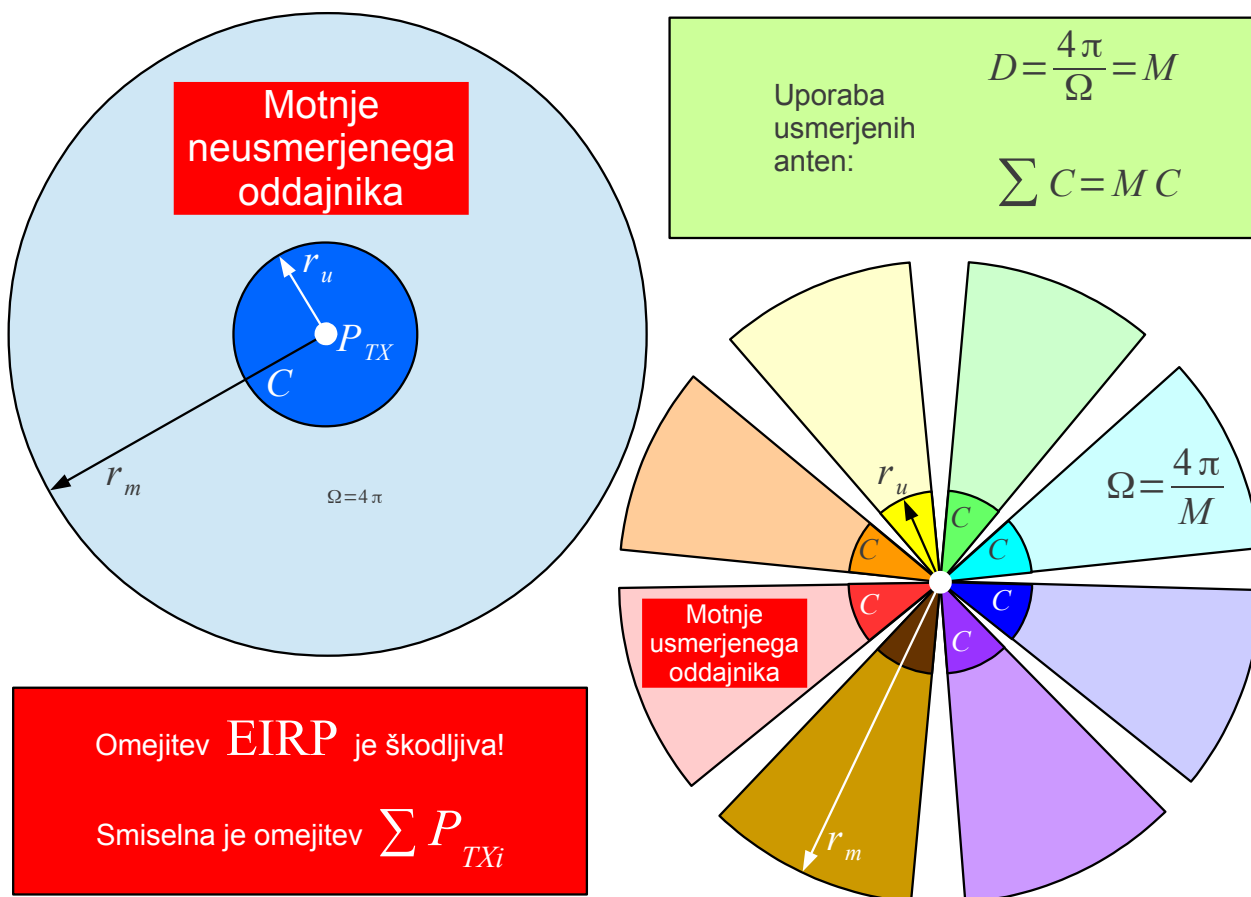 Motnje
neusmerjenega
oddajnika
r_u
P_TX
C
r_m
Ω=4π
Uporaba
usmerjenih
anten:
D=4π/Ω=M
∑ C=M C
r_u
Ω=4π/M
C
C
C
C
C
C
C
Motnje
usmerjenega
oddajnika
r_m
Omejitev EIRP je škodljiva!
Smiselna je omejitev ∑ P_TXi